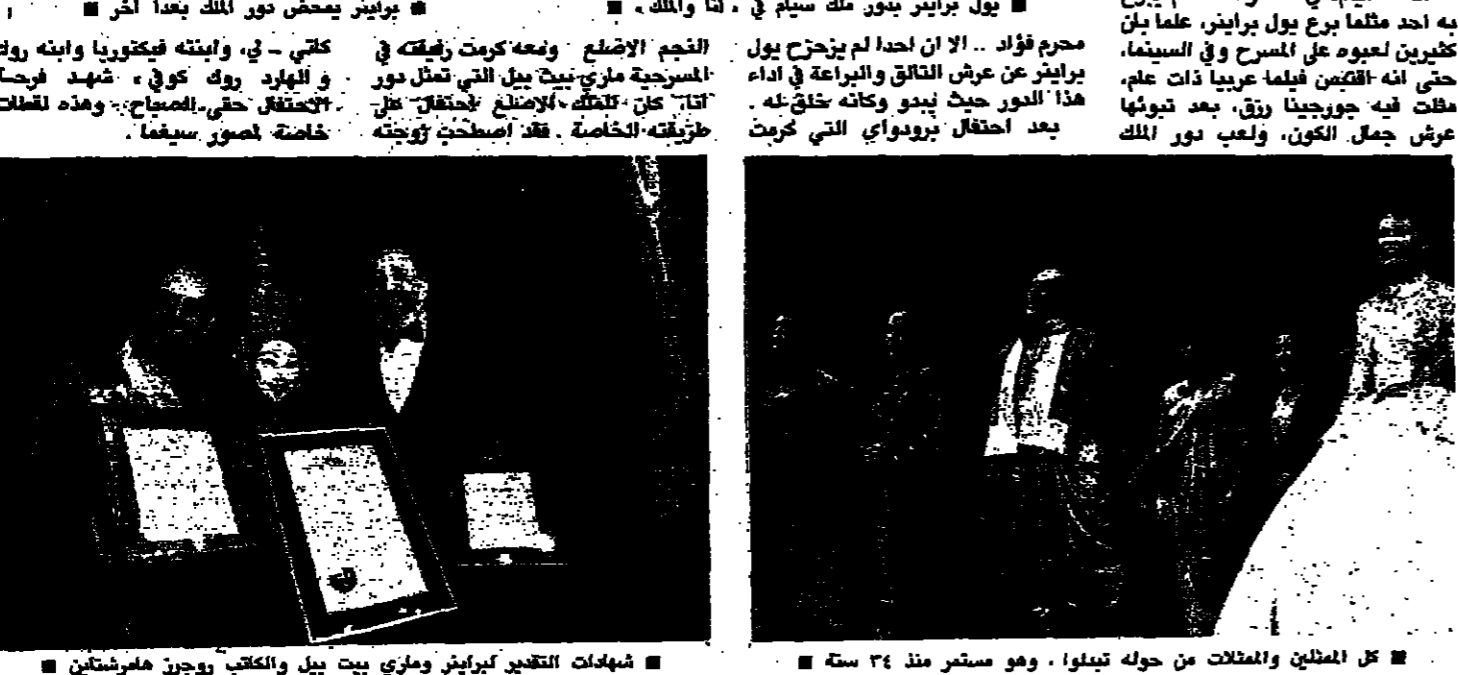 ■ يول براينر بدور ملك سيام في « انا والملك » ■
■ براينر يمحض دور الملك بعدا آخر ■
به احد مثلما برع يول براينر، علما بان
كثيرين لعبوه على المسرح وفي السينما،
حتى انه اقتبس فيلما عربيا ذات عام،
مثلت فيه جورجينا رزق، بعد تبوئها
عرش جمال الكون، ولعب دور الملك
محرم فؤاد .. الا ان احدا لم يزحزح يول
براينر عن عرش التالق والبراعة في اداء
هذا الدور حيث يبدو وكانه خلق له .
بعد احتفال برودواي التي كرمت
النجم الاصلع ومعه كرمت رفيقته في
المسرحية ماري بيث بيل التي تمثل دور
آنا، كان للملك الاصلع احتفال على
طريقته الخاصة . فقد اصطحب زوجته
كاتي ـ لي، وابنته فيكتوريا وابنه روك
و الهارد روك كوفي » شهد فرحة
الاحتفال حتى الصباح .. وهذه لقطات
خاصة لمصور سيغما .
■ كل الممثلين والممثلات من حوله تبدلوا ، وهو مستمر منذ ٣٤ سنة ■
■ شهادات التقدير لبراينر وماري بيث بيل والكاتب روجرز هامرشتاين ■